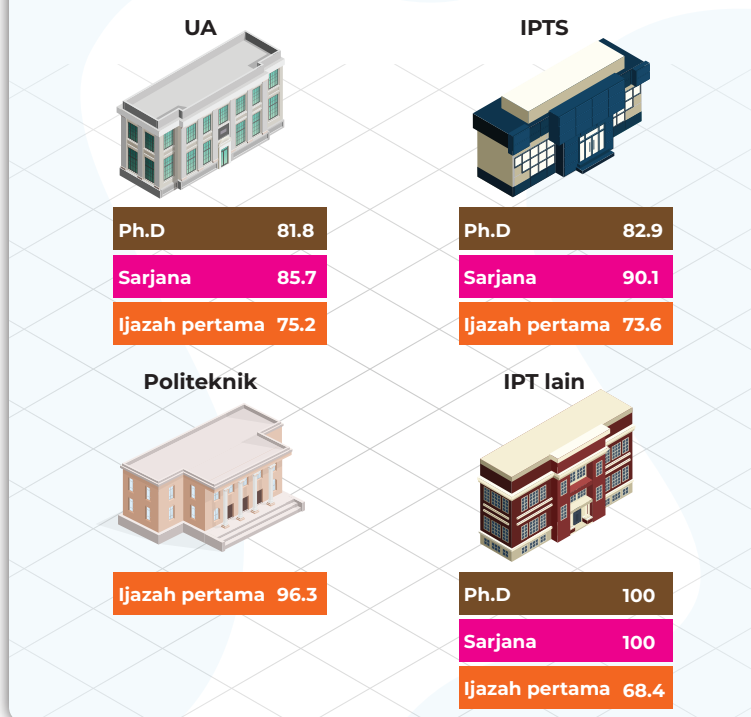 UA
Ph.D 81.8
Sarjana 85.7
Ijazah pertama 75.2
IPTS
Ph.D 82.9
Sarjana 90.1
Ijazah pertama 73.6
Politeknik
Ijazah pertama 96.3
IPT lain
Ph.D 100
Sarjana 100
Ijazah pertama 68.4